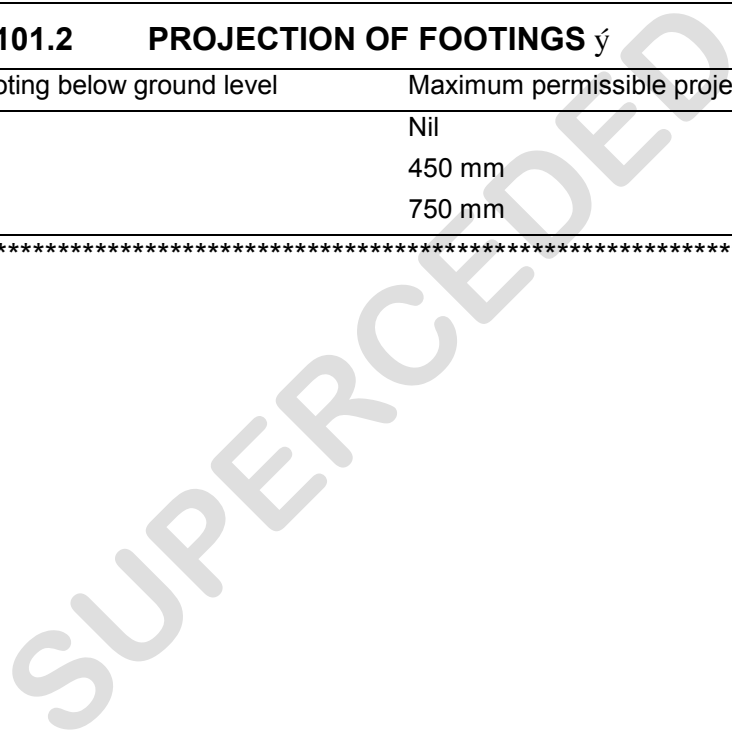 101.2 PROJECTION OF FOOTINGS ý
oting below ground level Maximum permissible proje
Nil
450 mm
750 mm
***********************************************************
SUPERCEDED